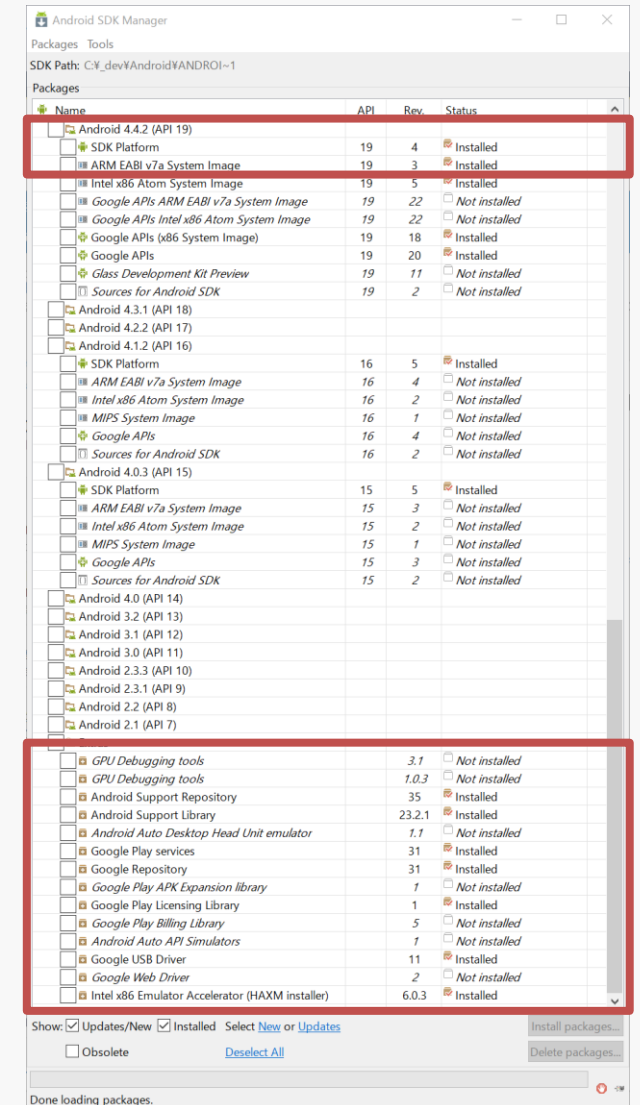 Android SDK Manager
Packages Tools
SDK Path: C:¥_dev¥Android¥ANDROI~1
Packages
Name API Rev. Status
Android 4.4.2 (API 19)
SDK Platform 19 4 Installed
ARM EABI v7a System Image 19 3 Installed
Intel x86 Atom System Image 19 5 Installed
Google APIs ARM EABI v7a System Image 19 22 Not installed
Google APIs Intel x86 Atom System Image 19 22 Not installed
Google APIs (x86 System Image) 19 18 Installed
Google APIs 19 20 Installed
Glass Development Kit Preview 19 11 Not installed
Sources for Android SDK 19 2 Not installed
Android 4.3.1 (API 18)
Android 4.2.2 (API 17)
Android 4.1.2 (API 16)
SDK Platform 16 5 Installed
ARM EABI v7a System Image 16 4 Not installed
Intel x86 Atom System Image 16 2 Not installed
MIPS System Image 16 1 Not installed
Google APIs 16 4 Not installed
Sources for Android SDK 16 2 Not installed
Android 4.0.3 (API 15)
SDK Platform 15 5 Installed
ARM EABI v7a System Image 15 3 Not installed
Intel x86 Atom System Image 15 2 Not installed
MIPS System Image 15 1 Not installed
Google APIs 15 3 Not installed
Sources for Android SDK 15 2 Not installed
Android 4.0 (API 14)
Android 3.2 (API 13)
Android 3.1 (API 12)
Android 3.0 (API 11)
Android 2.3.3 (API 10)
Android 2.3.1 (API 9)
Android 2.2 (API 8)
Android 2.1 (API 7)
GPU Debugging tools 3.1 Not installed
GPU Debugging tools 1.0.3 Not installed
Android Support Repository 35 Installed
Android Support Library 23.2.1 Installed
Android Auto Desktop Head Unit emulator 1.1 Not installed
Google Play services 31 Installed
Google Repository 31 Installed
Google Play APK Expansion library 1 Not installed
Google Play Licensing Library 1 Installed
Google Play Billing Library 5 Not installed
Android Auto API Simulators 1 Not installed
Google USB Driver 11 Installed
Google Web Driver 2 Not installed
Intel x86 Emulator Accelerator (HAXM installer) 6.0.3 Installed
Show: Updates/New Installed Select New or Updates Install packages...
Obsolete Deselect All Delete packages...
Done loading packages.